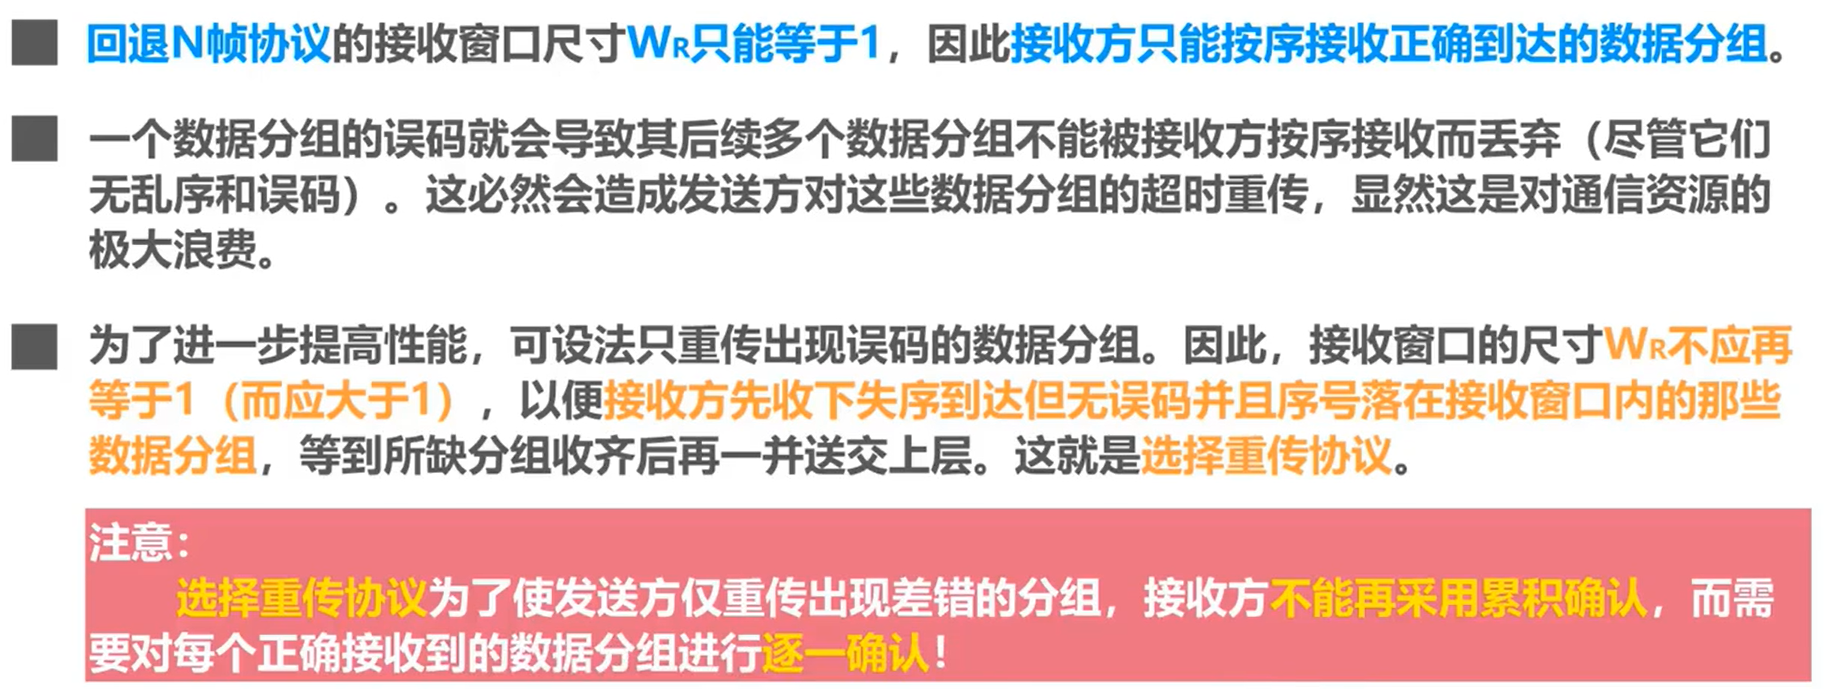 回退N帧协议的接收窗口尺寸WR只能等于1，因此接收方只能按序接收正确到达的数据分组。
一个数据分组的误码就会导致其后续多个数据分组不能被接收方按序接收而丢弃（尽管它们
无乱序和误码）。这必然会造成发送方对这些数据分组的超时重传，显然这是对通信资源的
极大浪费。
为了进一步提高性能，可设法只重传出现误码的数据分组。因此，接收窗口的尺寸WR不应再
等于1（而应大于1），以便接收方先收下失序到达但无误码并且序号落在接收窗口内的那些
数据分组，等到所缺分组收齐后再一并送交上层。这就是选择重传协议。
注意：
选择重传协议为了使发送方仅重传出现差错的分组，接收方不能再采用累积确认，而需
要对每个正确接收到的数据分组进行逐一确认！